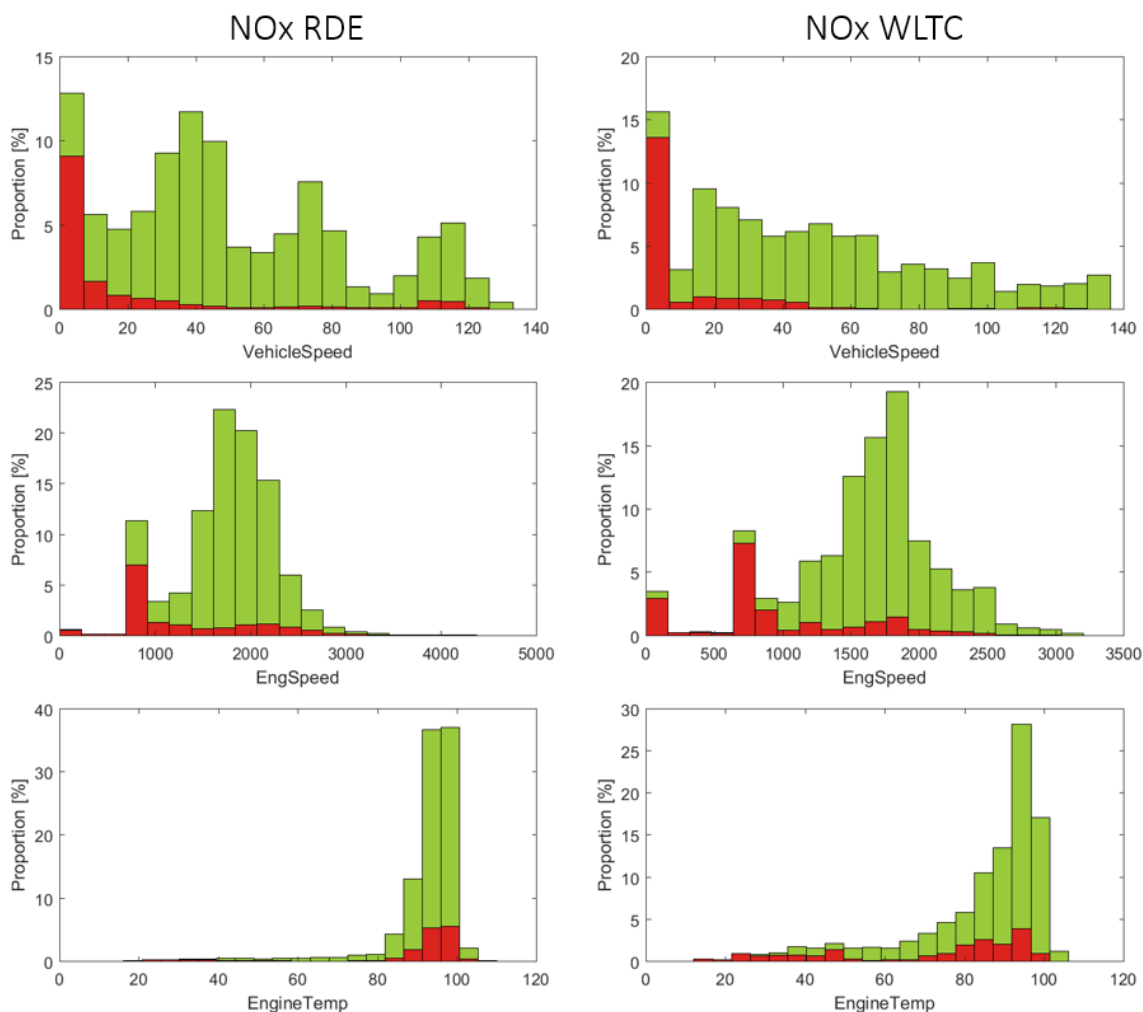 NOx RDE
NOx WLTC
15
10
5
0
Proportion [%]
0 20 40 60 80 100 120 140
VehicleSpeed
20
15
10
5
0
Proportion [%]
0 20 40 60 80 100 120 140
VehicleSpeed
25
20
15
10
5
0
Proportion [%]
0 1000 2000 3000 4000 5000
EngSpeed
20
15
10
5
0
Proportion [%]
0 500 1000 1500 2000 2500 3000 3500
EngSpeed
40
30
20
10
0
Proportion [%]
0 20 40 60 80 100 120
EngineTemp
30
25
20
15
10
5
0
Proportion [%]
0 20 40 60 80 100 120
EngineTemp